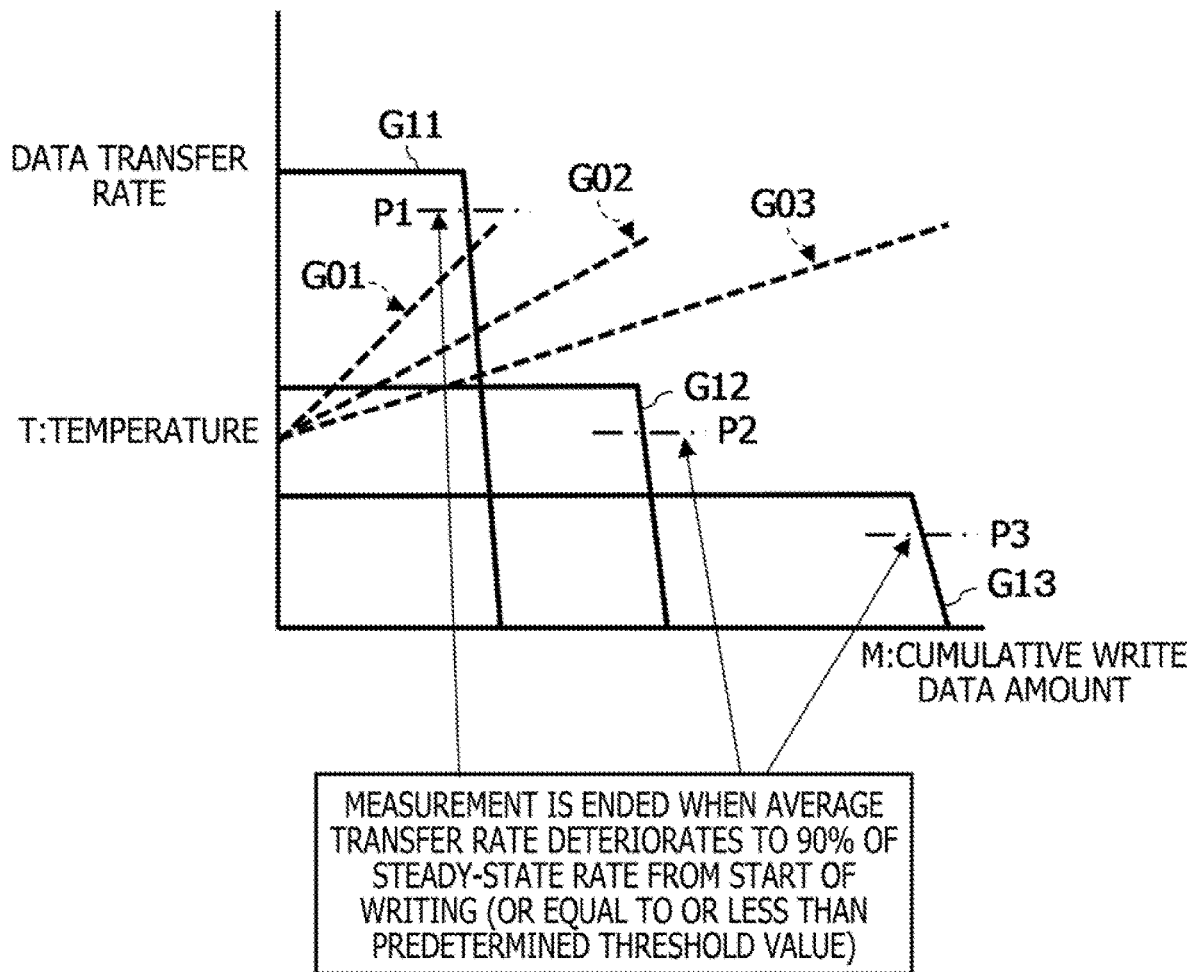 G11
DATA TRANSFER
RATE
P1
G02
G03
G01
G12
T:TEMPERATURE
P2
P3
G13
M:CUMULATIVE WRITE
DATA AMOUNT
MEASUREMENT IS ENDED WHEN AVERAGE
TRANSFER RATE DETERIORATES TO 90% OF
STEADY-STATE RATE FROM START OF
WRITING (OR EQUAL TO OR LESS THAN
PREDETERMINED THRESHOLD VALUE)